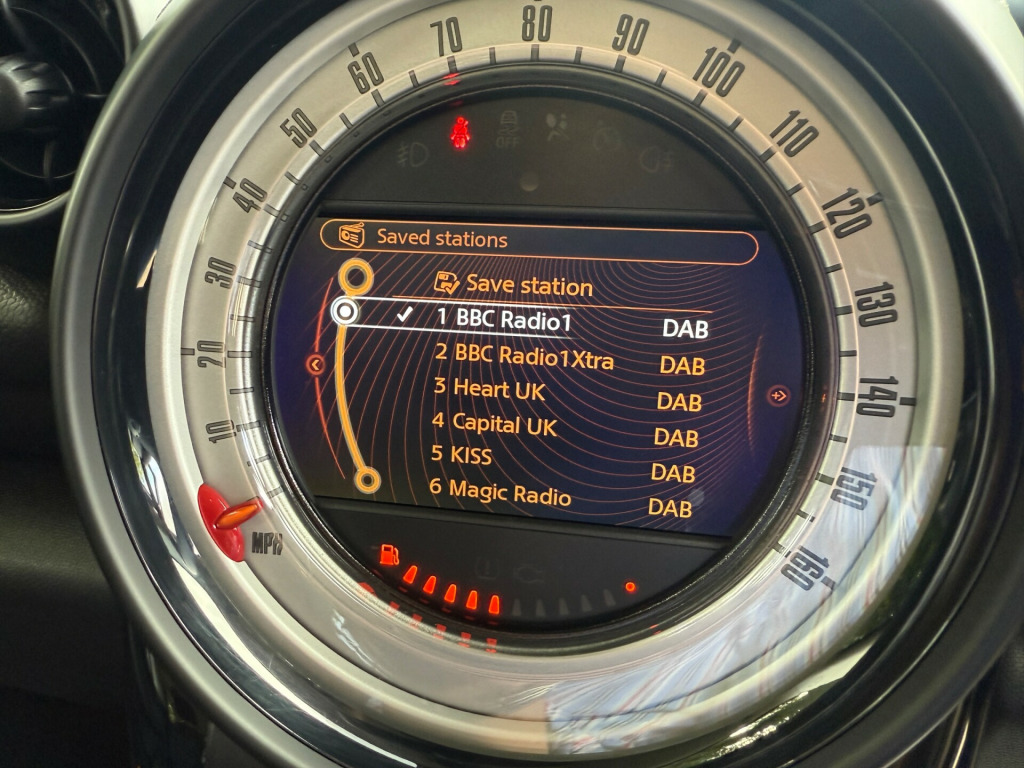 10
20
30
40
50
60
70
80
90
100
110
120
130
140
150
160
MPH
OFF
Saved stations
Save station
1 BBC Radio1 DAB
2 BBC Radio1Xtra DAB
3 Heart UK DAB
4 Capital UK DAB
5 KISS DAB
6 Magic Radio DAB